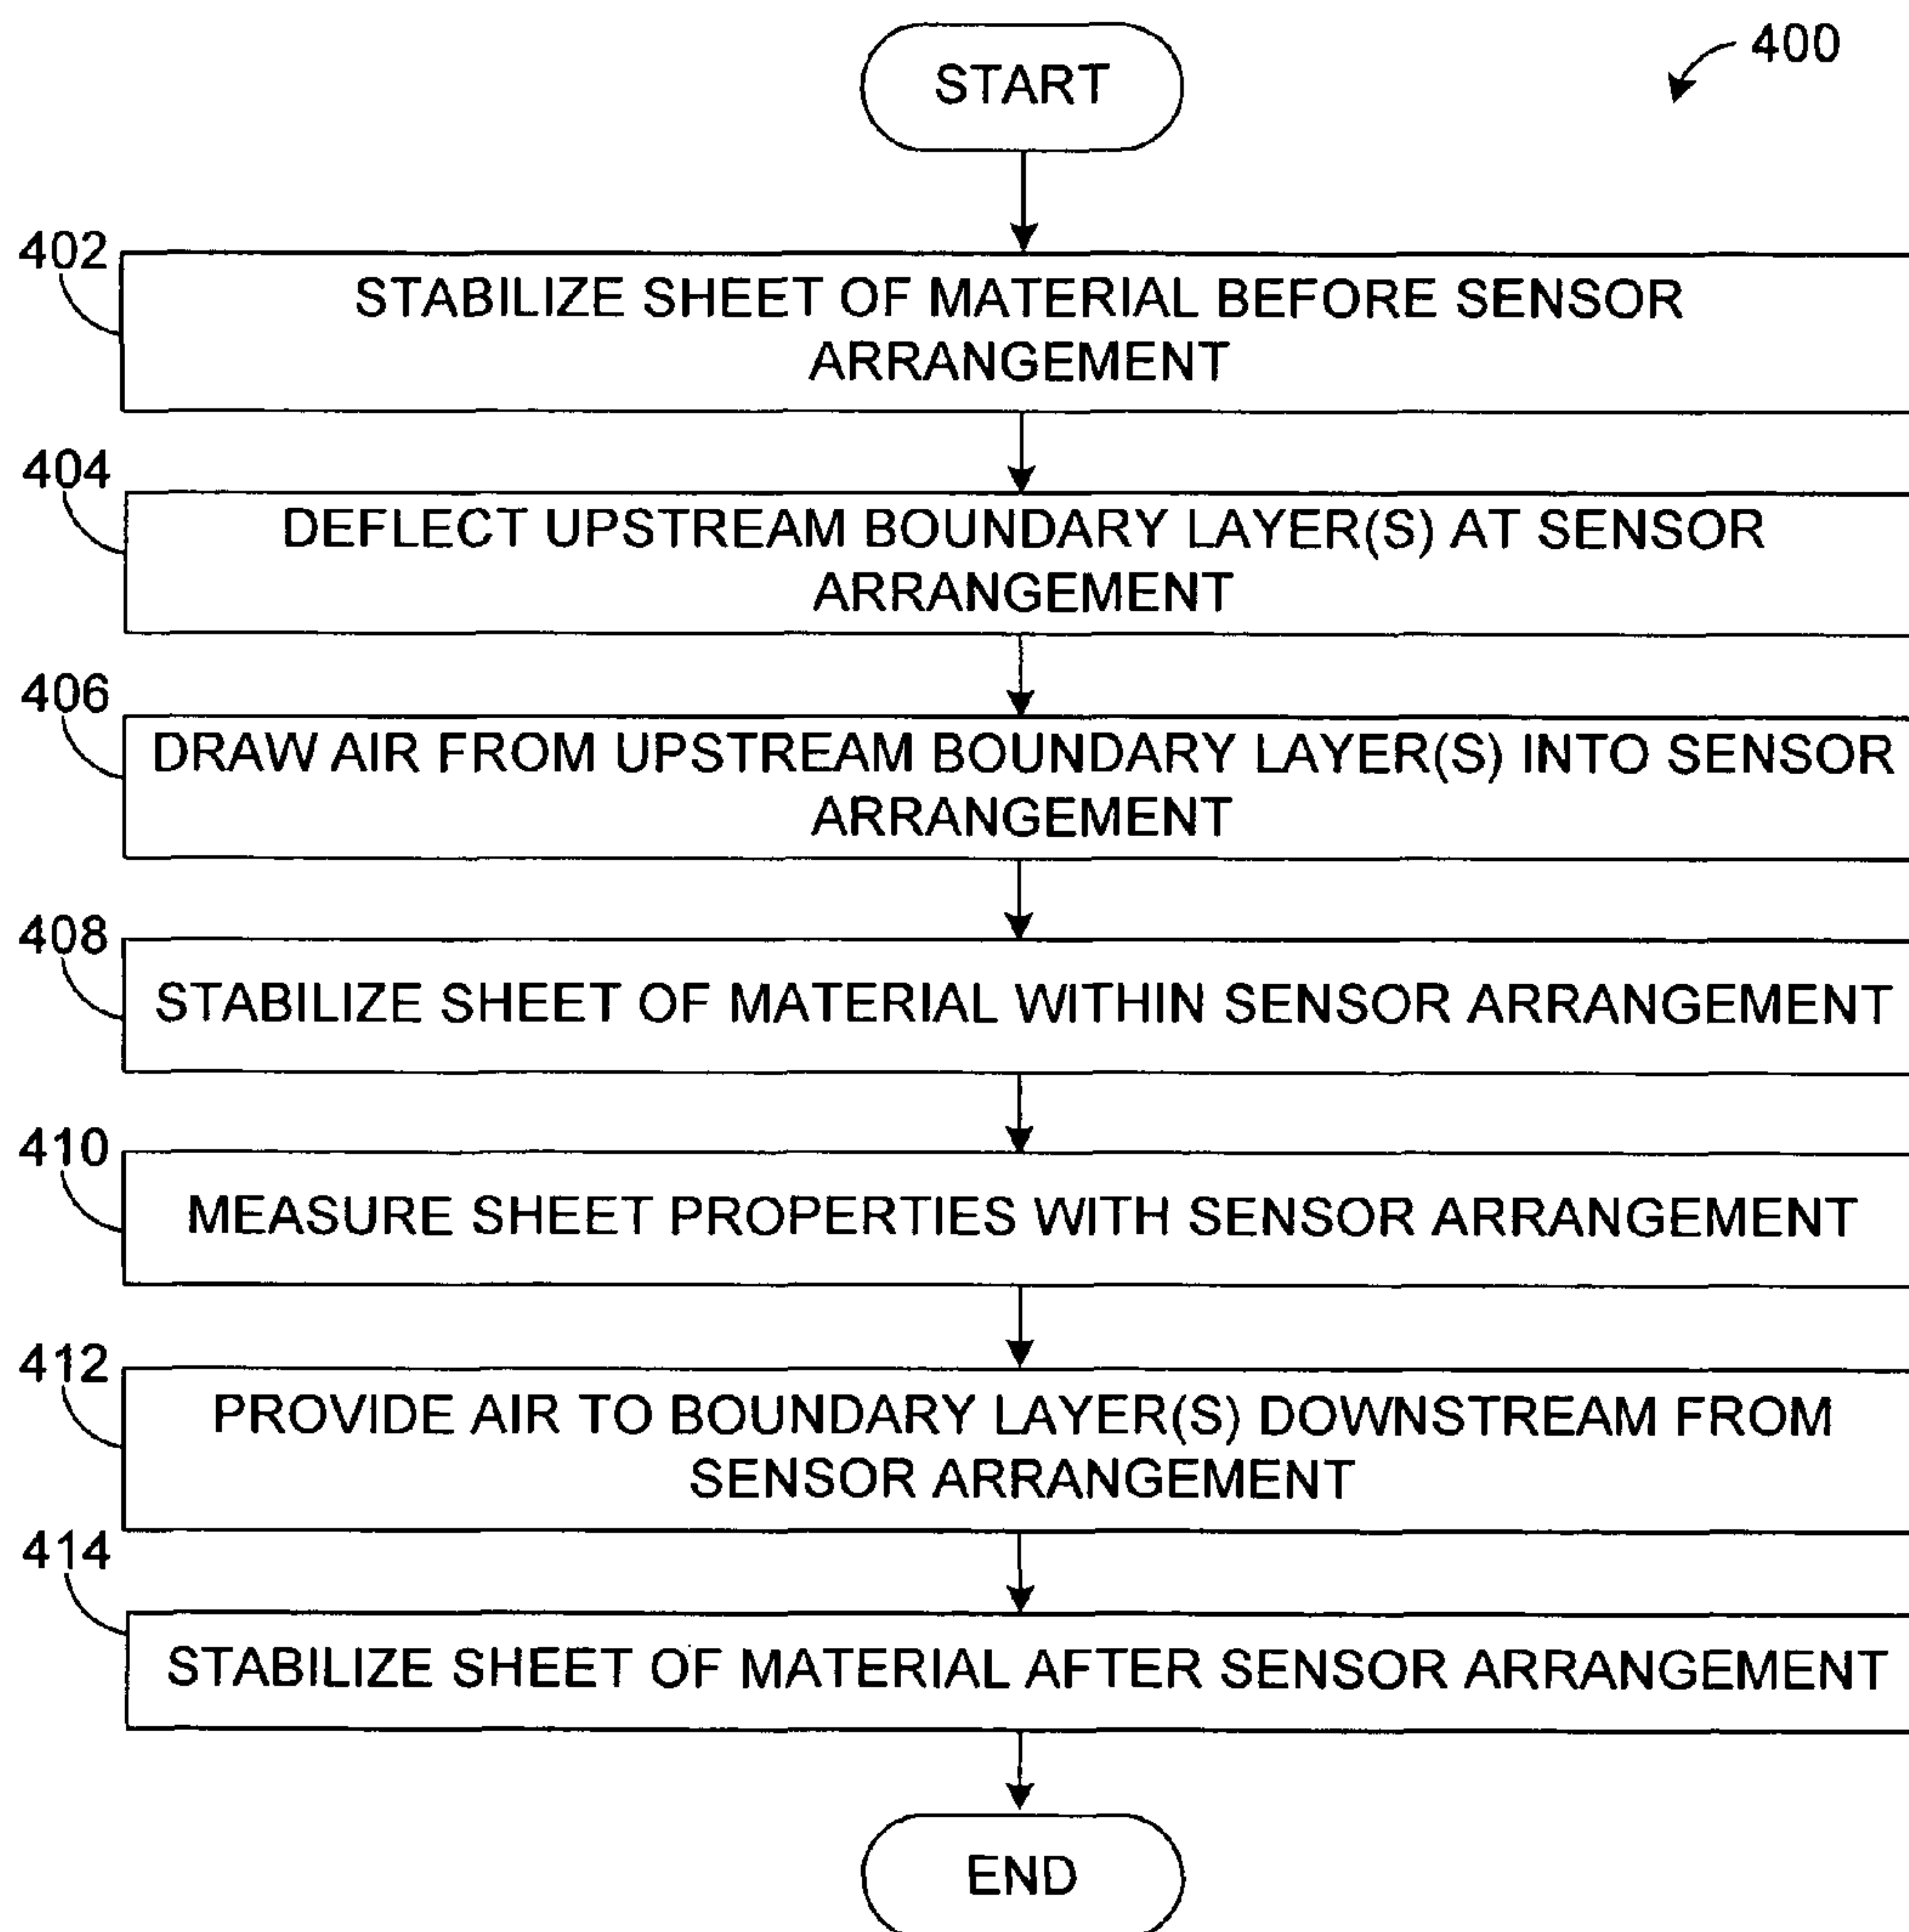 START
400
402
STABILIZE SHEET OF MATERIAL BEFORE SENSOR
ARRANGEMENT
404
DEFLECT UPSTREAM BOUNDARY LAYER(S) AT SENSOR
ARRANGEMENT
406
DRAW AIR FROM UPSTREAM BOUNDARY LAYER(S) INTO SENSOR
ARRANGEMENT
408
STABILIZE SHEET OF MATERIAL WITHIN SENSOR ARRANGEMENT
410
MEASURE SHEET PROPERTIES WITH SENSOR ARRANGEMENT
412
PROVIDE AIR TO BOUNDARY LAYER(S) DOWNSTREAM FROM
SENSOR ARRANGEMENT
414
STABILIZE SHEET OF MATERIAL AFTER SENSOR ARRANGEMENT
END